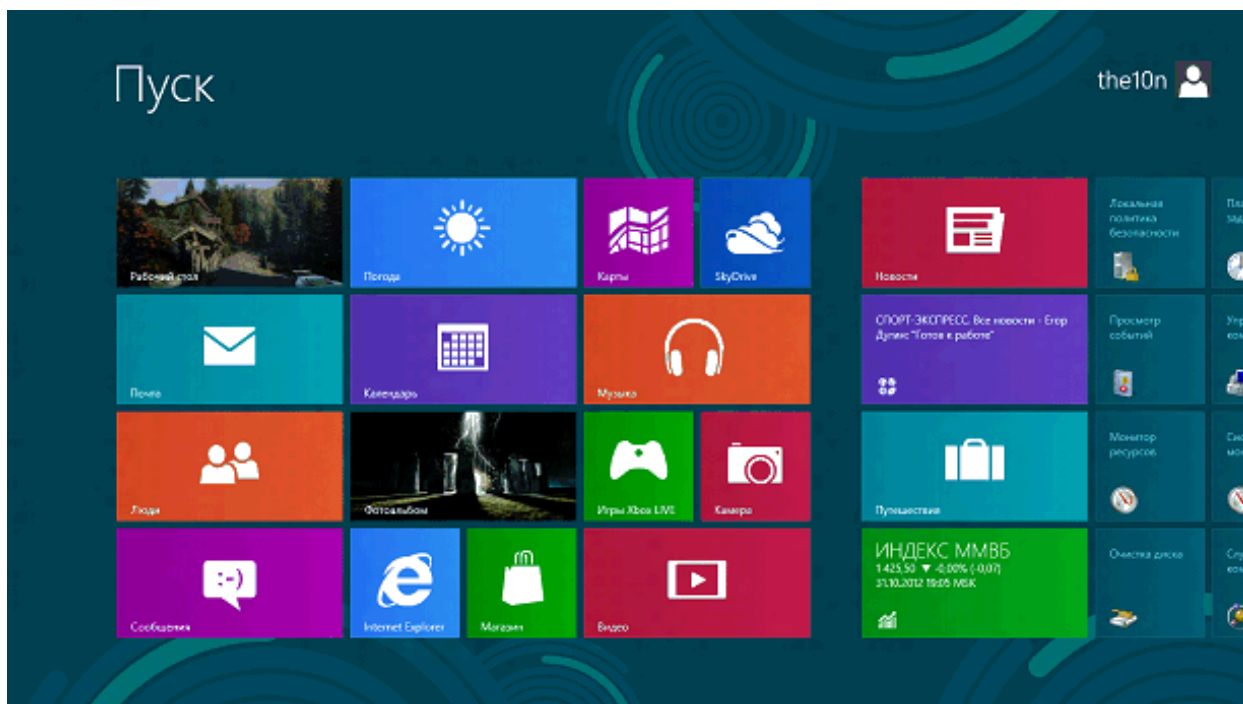 Пуск
the10n
Рабочий стол
Погода
Карты
SkyDrive
Почта
Календарь
Музыка
Люди
Фотоальбом
Игры Xbox LIVE
Камера
Сообщения
Internet Explorer
Магазин
Видео
Новости
СПОРТ-ЭКСПРЕСС. Все новости - Егор
"Готов к работе"
Путешествия
ИНДЕКС ММВБ
1 425,50 ▼ -0,00% (-0,07)
31.10.2012 19:05 MSK
Локальная
политика
безопасности
Просмотр
событий
Монитор
ресурсов
Очистка диска